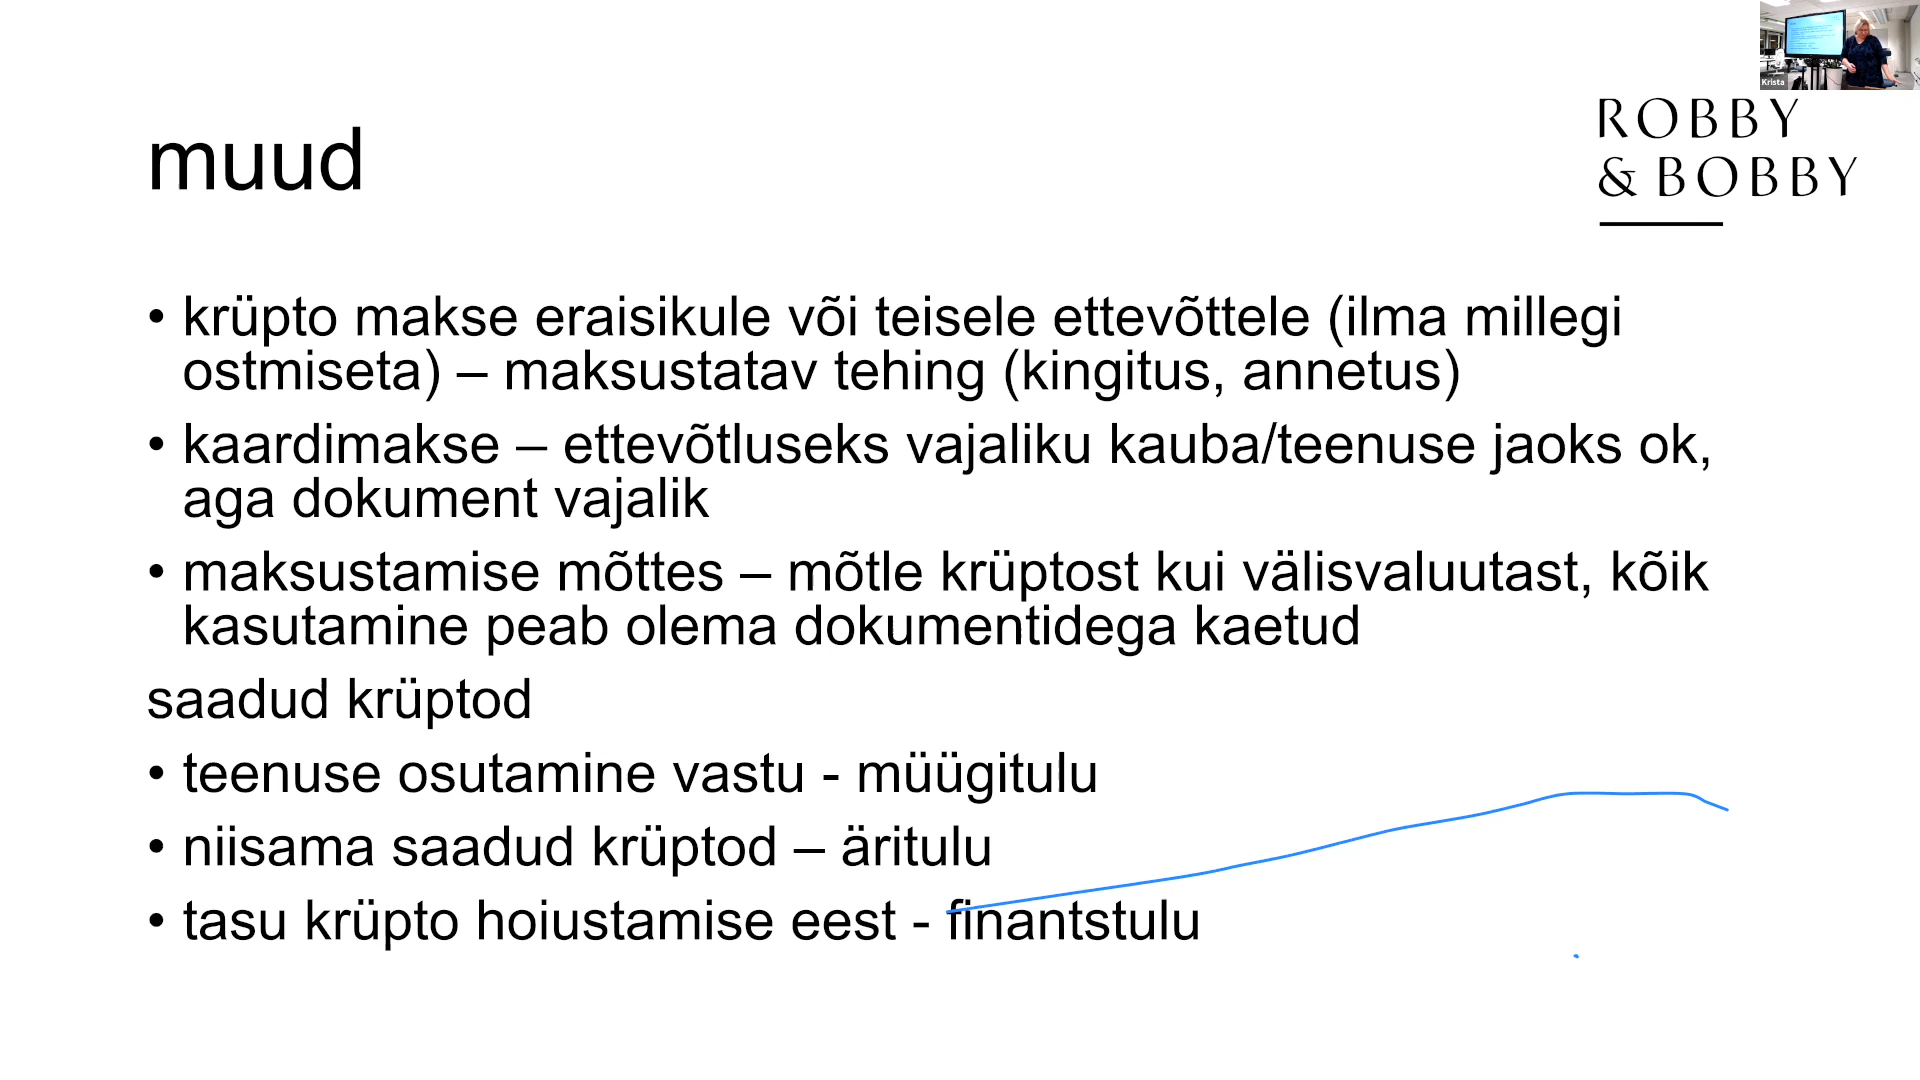 Krista
ROBBY
& BOBBY
muud
• krüpto makse eraisikule või teisele ettevõttele (ilma millegi
ostmiseta) – maksustatav tehing (kingitus, annetus)
• kaardimakse – ettevõtluseks vajaliku kauba/teenuse jaoks ok,
aga dokument vajalik
• maksustamise mõttes – mõtle krüptost kui välisvaluutast, kõik
kasutamine peab olema dokumentidega kaetud
saadud krüptod
• teenuse osutamine vastu - müügitulu
• niisama saadud krüptod – äritulu
• tasu krüpto hoiustamise eest - finantstulu